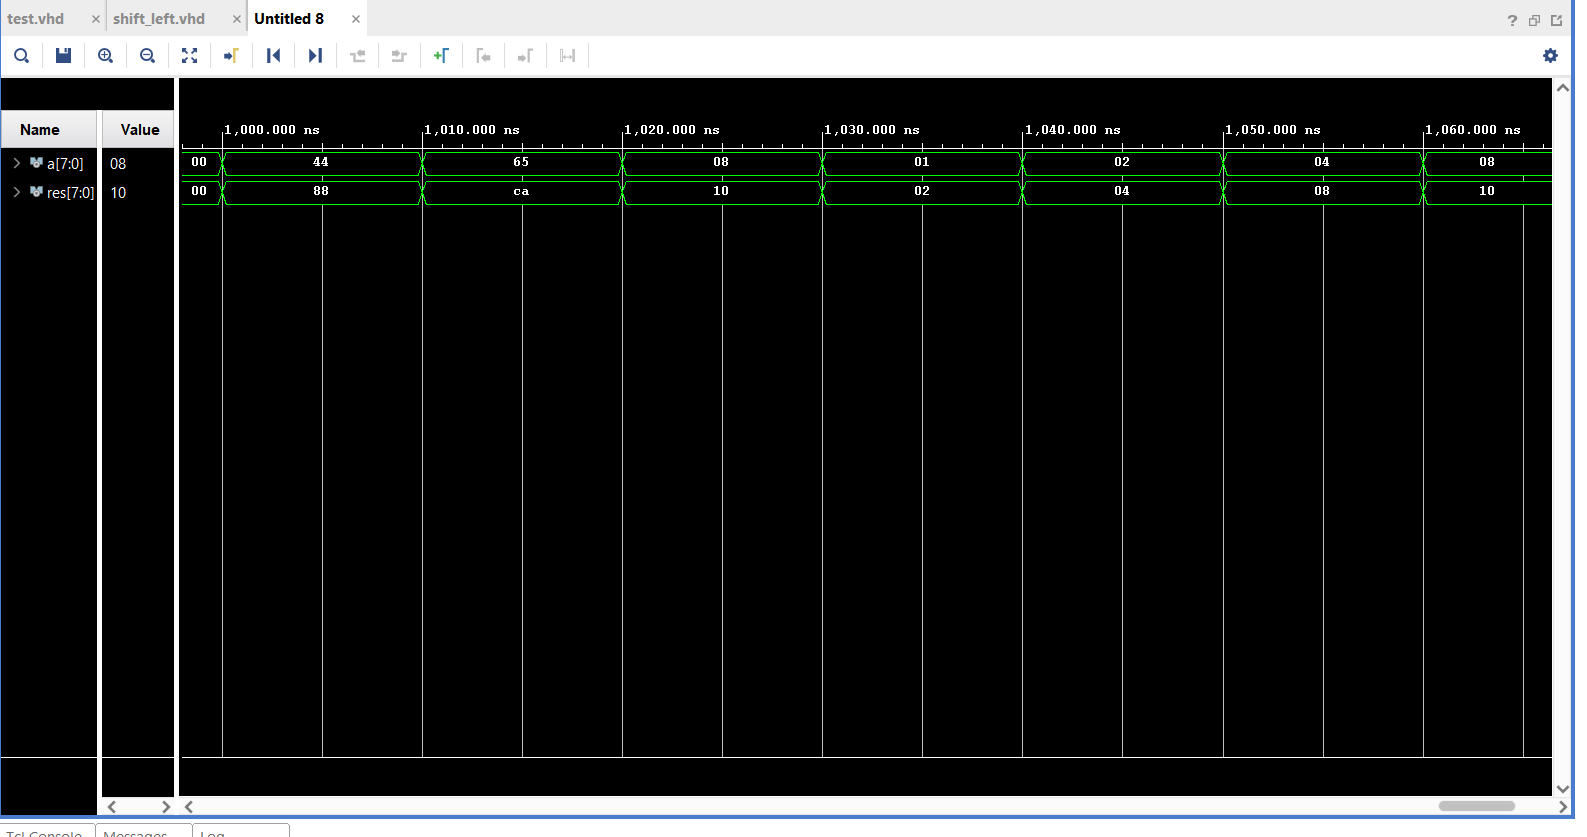 test.vhd × shift_left.vhd × Untitled 8 × ?
Name Value 1,000.000 ns 1,010.000 ns 1,020.000 ns 1,030.000 ns 1,040.000 ns 1,050.000 ns 1,060.000 ns
a[7:0] 08 00 44 65 08 01 02 04 08
res[7:0] 10 00 88 ca 10 02 04 08 10
Tcl Console Messages Log